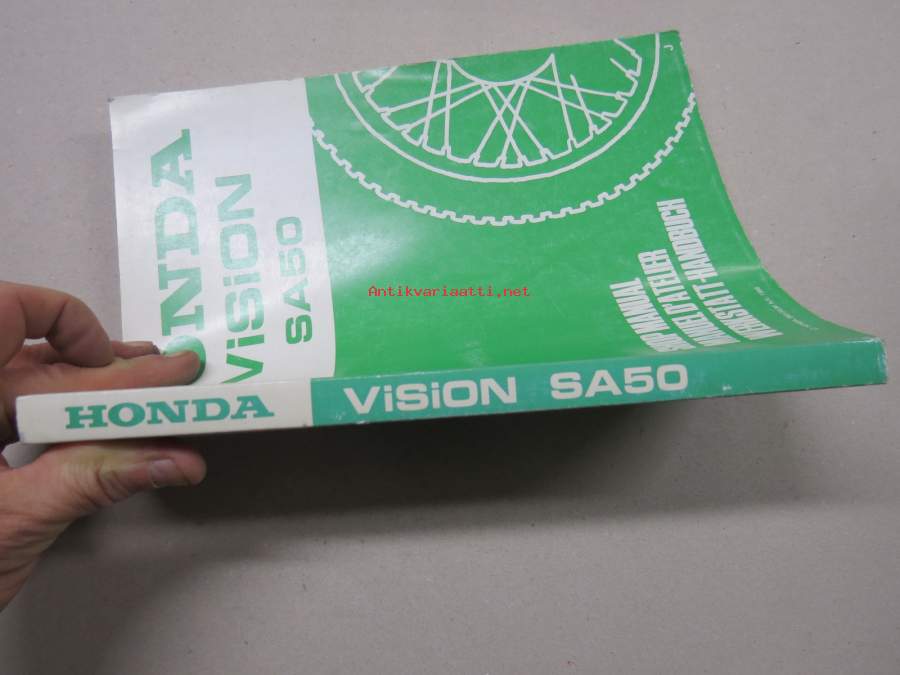 HONDA
ViSiON
SA50
SHOP MANUAL
MANUEL D'ATELIER
WERKSTATT-HANDBUCH
J
Antikvariaatti.net
HONDA ViSiON SA50